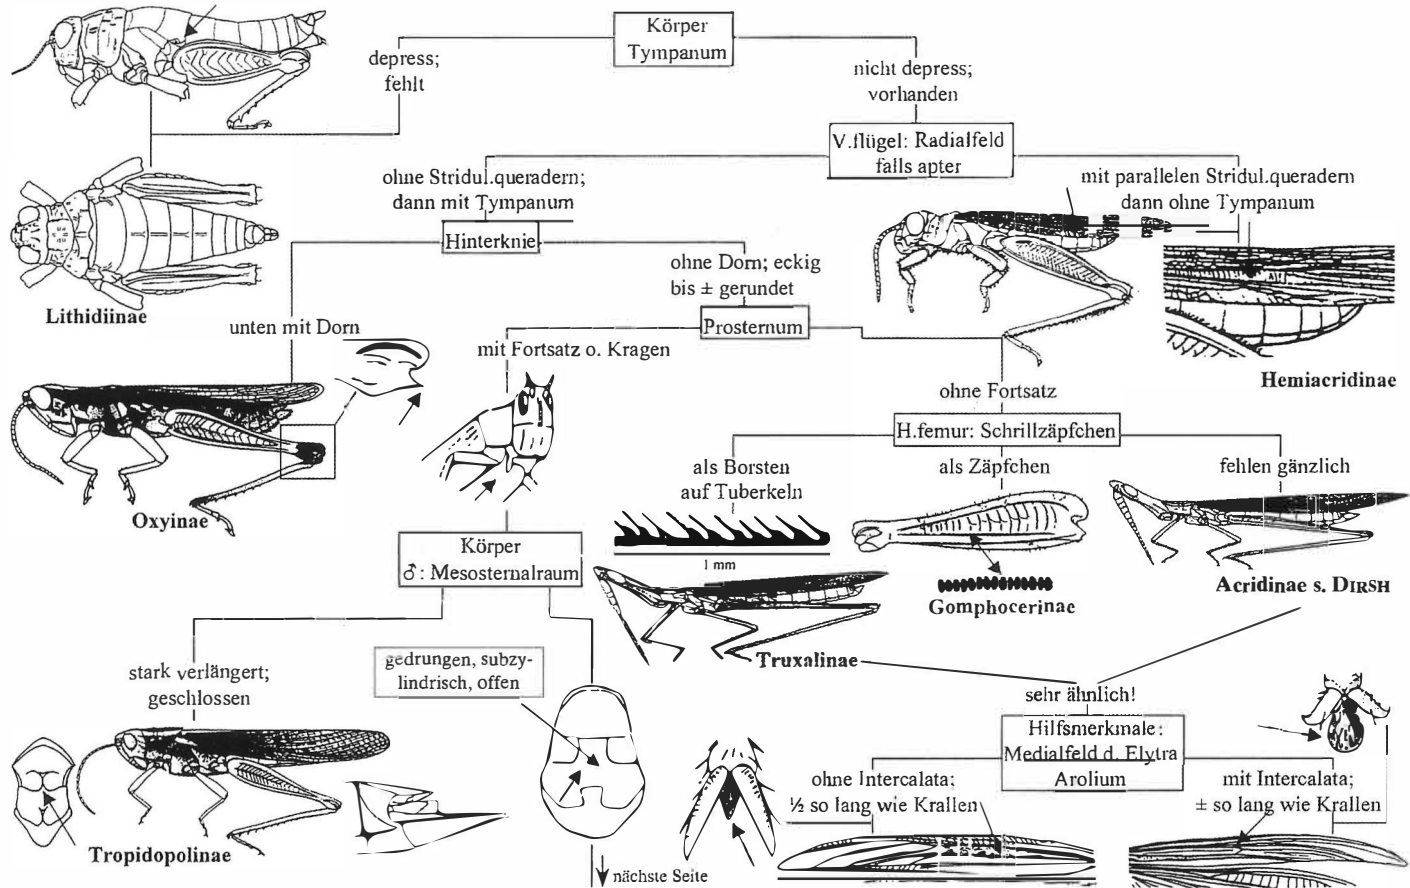 Körper
Tympanum
depress;
fehlt
nicht depress;
vorhanden
V.flügel: Radialfeld
falls apter
ohne Stridul.queradern;
dann mit Tympanum
mit parallelen Stridul.queradern
dann ohne Tympanum
Hinterknie
ohne Dorn; eckig
bis ± gerundet
Lithidiinae
unten mit Dorn
Prosternum
mit Fortsatz o. Kragen
Hemiacridinae
ohne Fortsatz
H.femur: Schrillzäpfchen
als Borsten
auf Tuberkeln
als Zäpfchen
fehlen gänzlich
Oxyinae
Körper
♂: Mesosternalraum
1 mm
Gomphocerinae
Acridinae s. DIRSH
Truxalinae
stark verlängert;
geschlossen
gedrungen, subzy-
lindrisch, offen
sehr ähnlich!
Hilfsmerkmale:
Medialfeld d. Elytra
Arolium
ohne Intercalata;
½ so lang wie Krallen
mit Intercalata;
± so lang wie Krallen
Tropidopolinae
nächste Seite